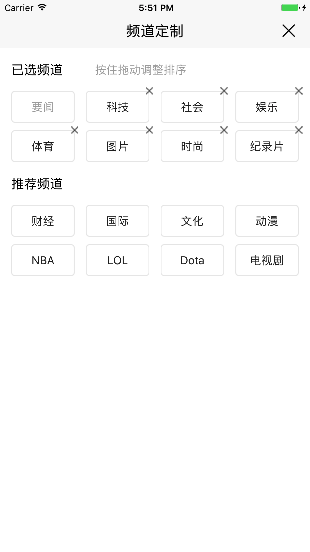 Carrier 5:51 PM
频道定制
已选频道 按住拖动调整排序
要闻 科技 社会 娱乐
体育 图片 时尚 纪录片
推荐频道
财经 国际 文化 动漫
NBA LOL Dota 电视剧